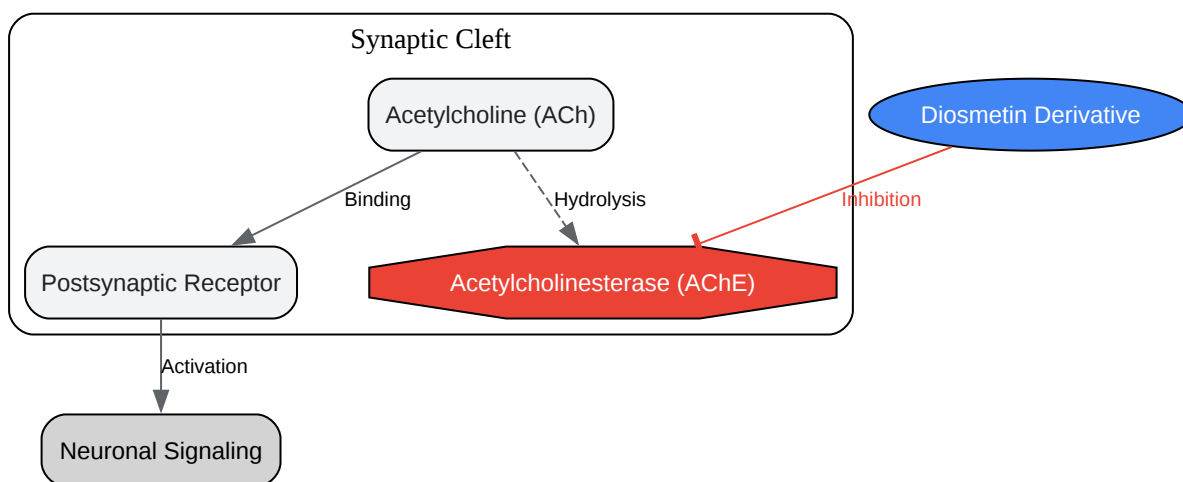 Synaptic Cleft
Acetylcholine (ACh)
Diosmetin Derivative
Binding
Hydrolysis
Inhibition
Postsynaptic Receptor
Acetylcholinesterase (AChE)
Activation
Neuronal Signaling